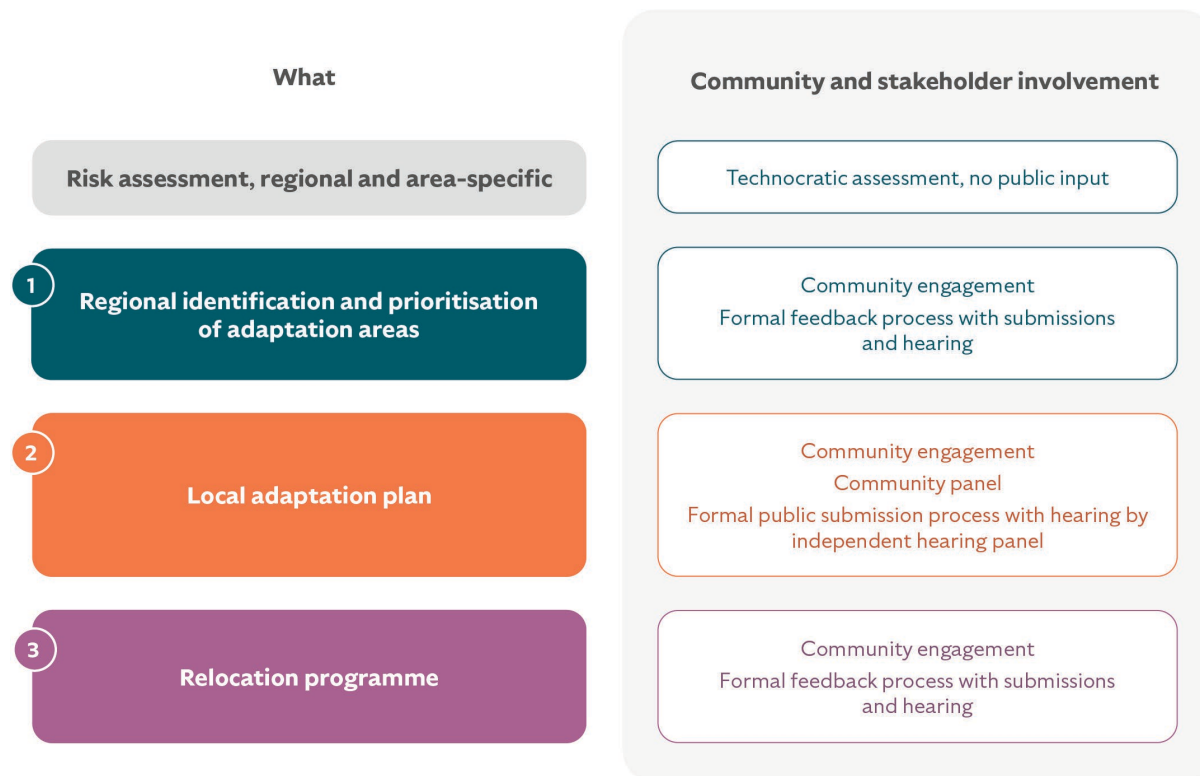 What
Community and stakeholder involvement
Risk assessment, regional and area-specific
Technocratic assessment, no public input
1
Regional identification and prioritisation
of adaptation areas
Community engagement
Formal feedback process with submissions
and hearing
2
Local adaptation plan
Community engagement
Community panel
Formal public submission process with hearing by
independent hearing panel
3
Relocation programme
Community engagement
Formal feedback process with submissions
and hearing